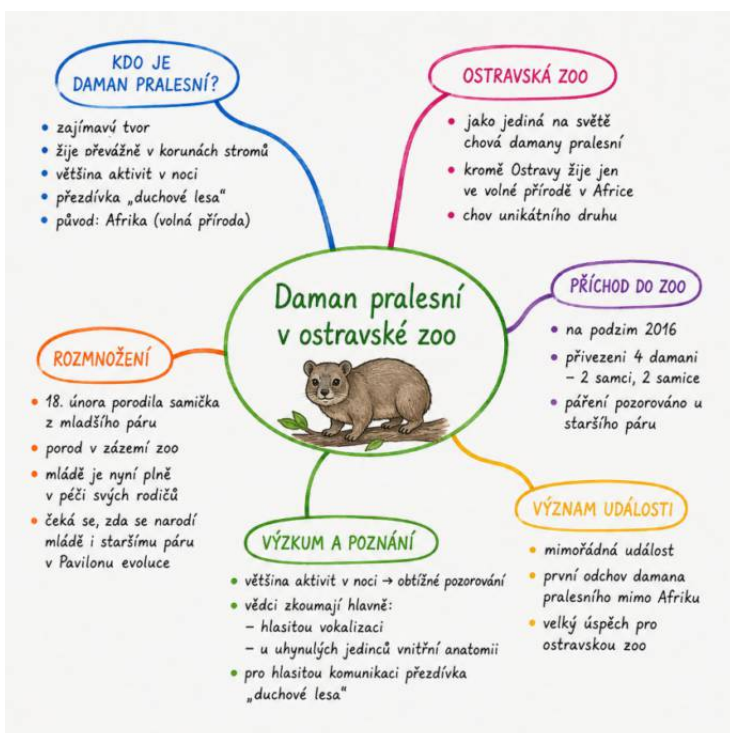 KDO JE
DAMAN PRALESNÍ?
• zajímavý tvor
• žije převážně v korunách stromů
• většina aktivit v noci
• přezdívka „duchové lesa“
• původ: Afrika (volná příroda)
OSTRAVSKÁ ZOO
• jako jediná na světě
chová damany pralesní
• kromě Ostravy žije jen
ve volné přírodě v Africe
• chov unikátního druhu
Daman pralesní
v ostravské zoo
PŘÍCHOD DO ZOO
• na podzim 2016
• přivezeni 4 damani
– 2 samci, 2 samice
• páření pozorováno u
staršího páru
ROZMNOŽENÍ
• 18. února porodila samička
z mladšího páru
• porod v zázemí zoo
• mládě je nyní plně
v péči svých rodičů
• čeká se, zda se narodí
mládě i staršímu páru
v Pavilonu evoluce
VÝZKUM A POZNÁNÍ
• většina aktivit v noci → obtížné pozorování
• vědci zkoumají hlavně:
– hlasitou vokalizaci
– u uhynulých jedinců vnitřní anatomii
• pro hlasitou komunikaci přezdívka
„duchové lesa“
VÝZNAM UDÁLOSTI
• mimořádná událost
• první odchov damana
pralesního mimo Afriku
• velký úspěch pro
ostravskou zoo